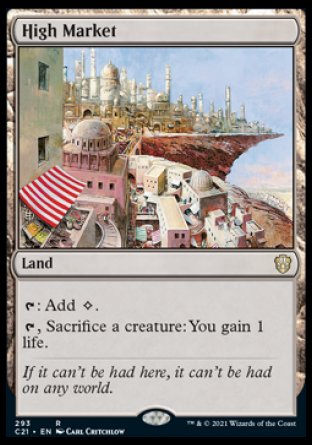 High Market
Land
: Add .
, Sacrifice a creature: You gain 1
life.
If it can't be had here, it can't be had
on any world.
293 R
C21 • EN Carl Critchlow
™ & © 2021 Wizards of the Coast